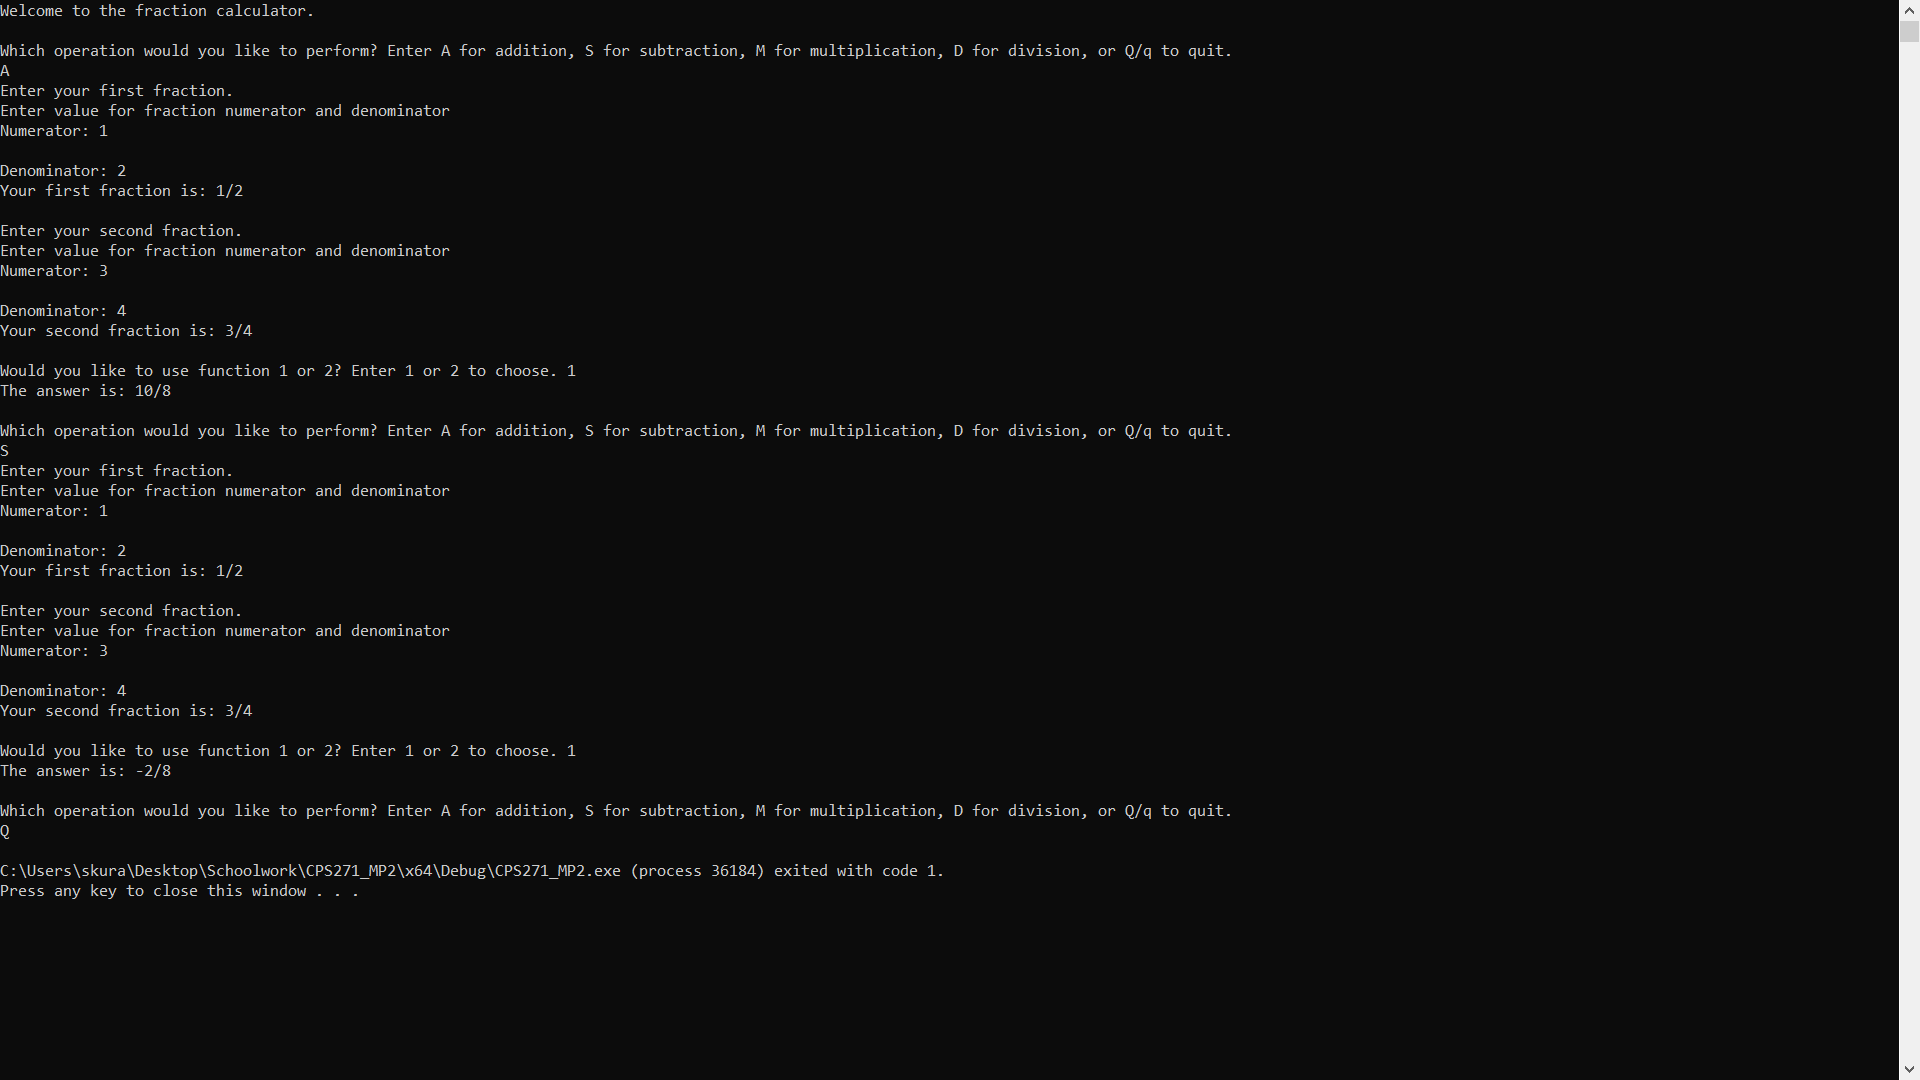 Welcome to the fraction calculator.
Which operation would you like to perform? Enter A for addition, S for subtraction, M for multiplication, D for division, or Q/q to quit.
A
Enter your first fraction.
Enter value for fraction numerator and denominator
Numerator: 1
Denominator: 2
Your first fraction is: 1/2
Enter your second fraction.
Enter value for fraction numerator and denominator
Numerator: 3
Denominator: 4
Your second fraction is: 3/4
Would you like to use function 1 or 2? Enter 1 or 2 to choose. 1
The answer is: 10/8
Which operation would you like to perform? Enter A for addition, S for subtraction, M for multiplication, D for division, or Q/q to quit.
S
Enter your first fraction.
Enter value for fraction numerator and denominator
Numerator: 1
Denominator: 2
Your first fraction is: 1/2
Enter your second fraction.
Enter value for fraction numerator and denominator
Numerator: 3
Denominator: 4
Your second fraction is: 3/4
Would you like to use function 1 or 2? Enter 1 or 2 to choose. 1
The answer is: -2/8
Which operation would you like to perform? Enter A for addition, S for subtraction, M for multiplication, D for division, or Q/q to quit.
Q
C:\Users\skura\Desktop\Schoolwork\CPS271_MP2\x64\Debug\CPS271_MP2.exe (process 36184) exited with code 1.
Press any key to close this window . . .